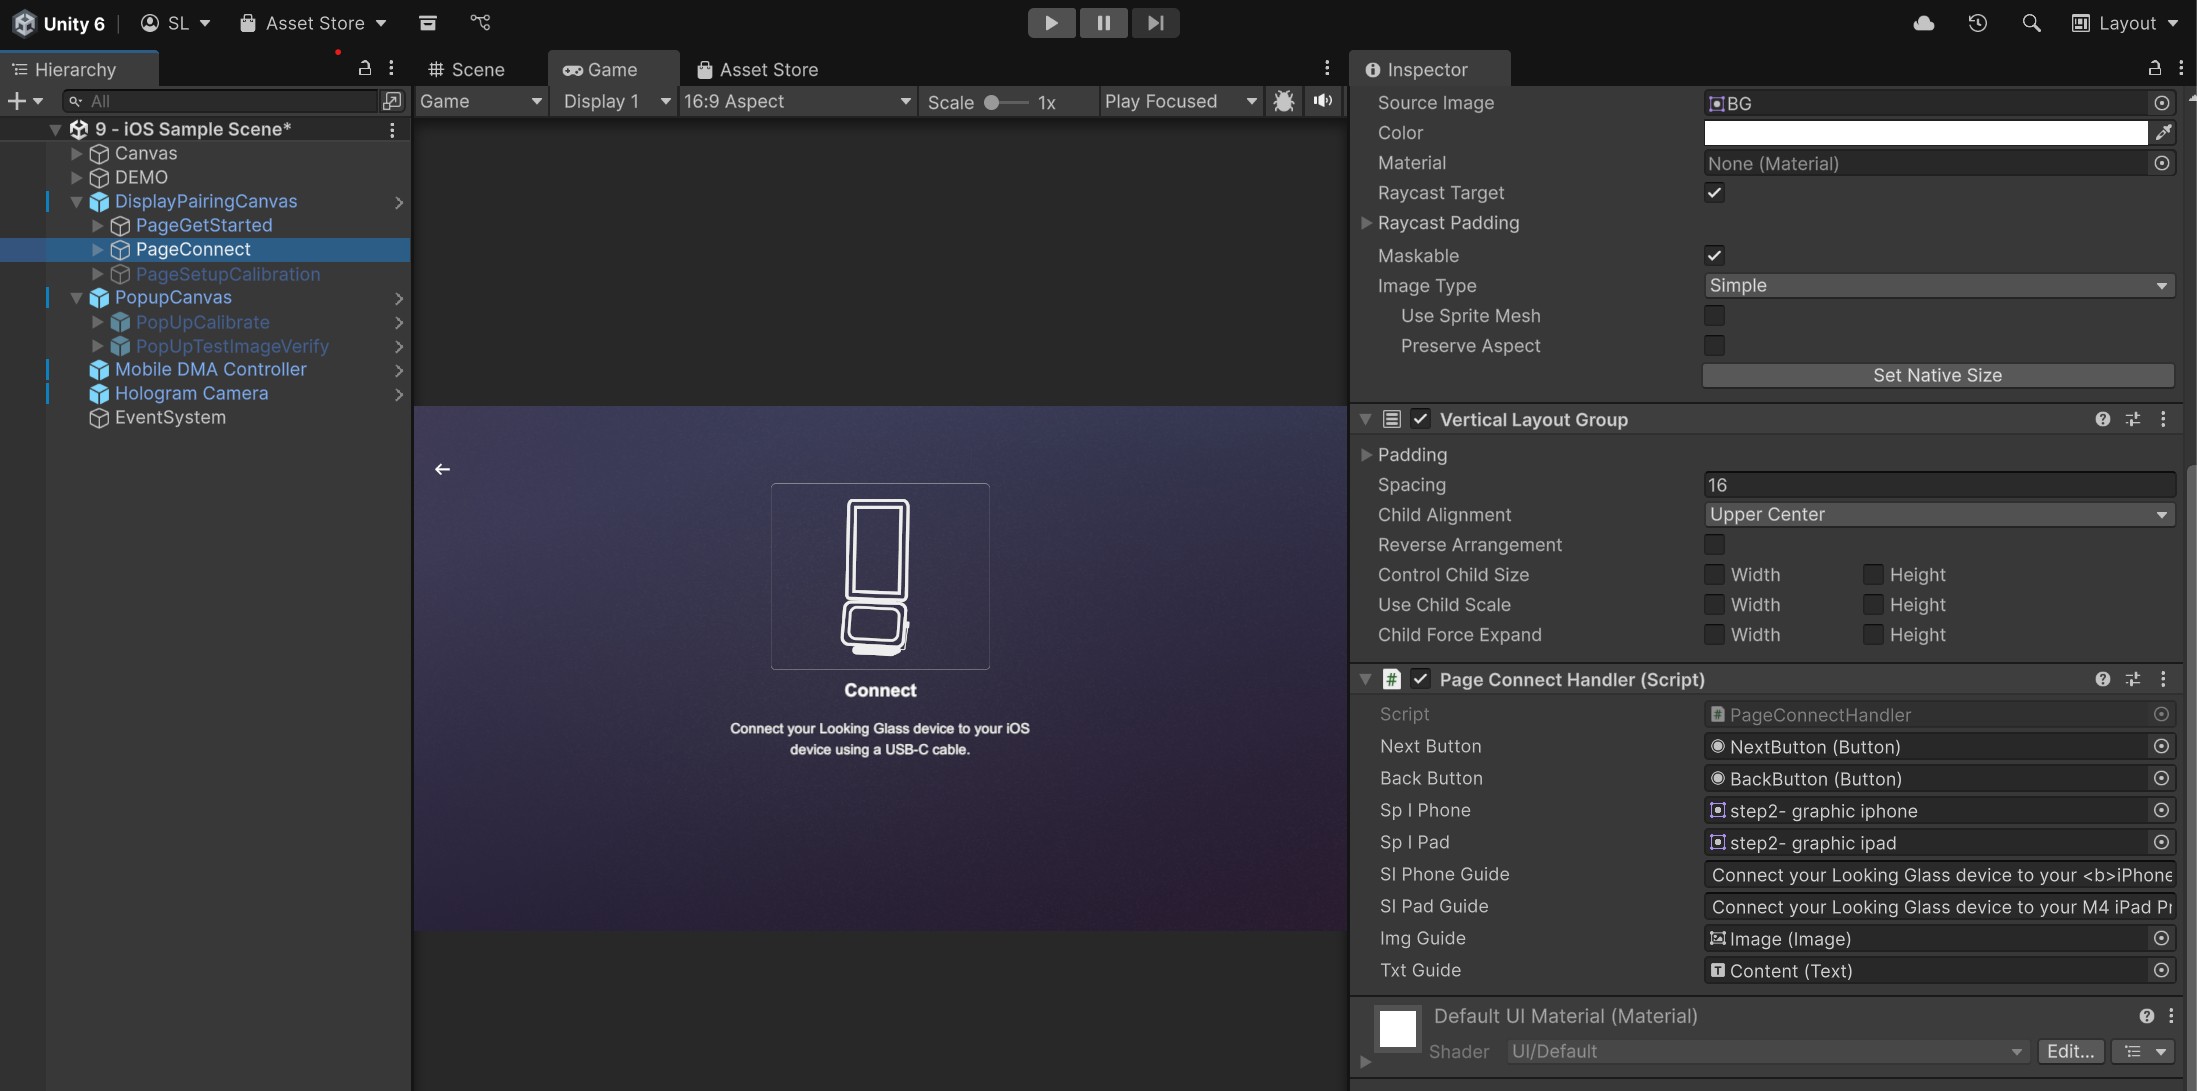 Unity 6
SL
Asset Store
Layout
Hierarchy
All
9 - iOS Sample Scene*
Canvas
DEMO
DisplayPairingCanvas
PageGetStarted
PageConnect
PageSetupCalibration
PopupCanvas
PopUpCalibrate
PopUpTestImageVerify
Mobile DMA Controller
Hologram Camera
EventSystem
Scene
Game
Asset Store
Game
Display 1
16:9 Aspect
Scale
1x
Play Focused
Connect
Connect your Looking Glass device to your iOS
device using a USB-C cable.
Inspector
Source Image
BG
Color
Material
None (Material)
Raycast Target
Raycast Padding
Maskable
Image Type
Simple
Use Sprite Mesh
Preserve Aspect
Set Native Size
Vertical Layout Group
Padding
Spacing
16
Child Alignment
Upper Center
Reverse Arrangement
Control Child Size
Width
Height
Use Child Scale
Width
Height
Child Force Expand
Width
Height
# Page Connect Handler (Script)
Script
# PageConnectHandler
Next Button
NextButton (Button)
Back Button
BackButton (Button)
Sp I Phone
step2- graphic iphone
Sp I Pad
step2- graphic ipad
SI Phone Guide
Connect your Looking Glass device to your <b>iPhone
SI Pad Guide
Connect your Looking Glass device to your M4 iPad Pr
Img Guide
Image (Image)
Txt Guide
T Content (Text)
Default UI Material (Material)
Shader
UI/Default
Edit...